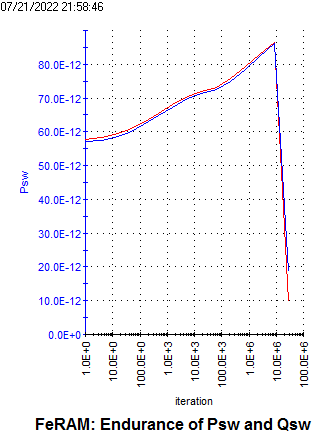 07/21/2022 21:58:46
80.0E-12
70.0E-12
60.0E-12
50.0E-12
40.0E-12
30.0E-12
20.0E-12
10.0E-12
0.0E+0
Psw
1.0E+0
10.0E+0
100.0E+0
1.0E+3
10.0E+3
100.0E+3
1.0E+6
10.0E+6
100.0E+6
iteration
FeRAM: Endurance of Psw and Qsw